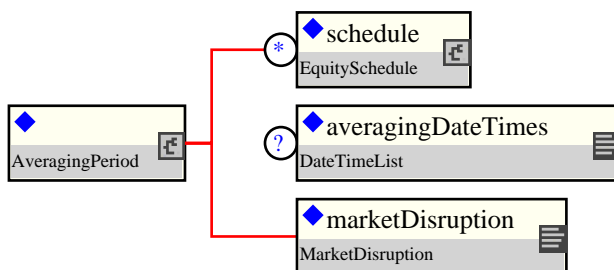 *
schedule
EquitySchedule
AveragingPeriod
?
averagingDateTimes
DateTimeList
marketDisruption
MarketDisruption